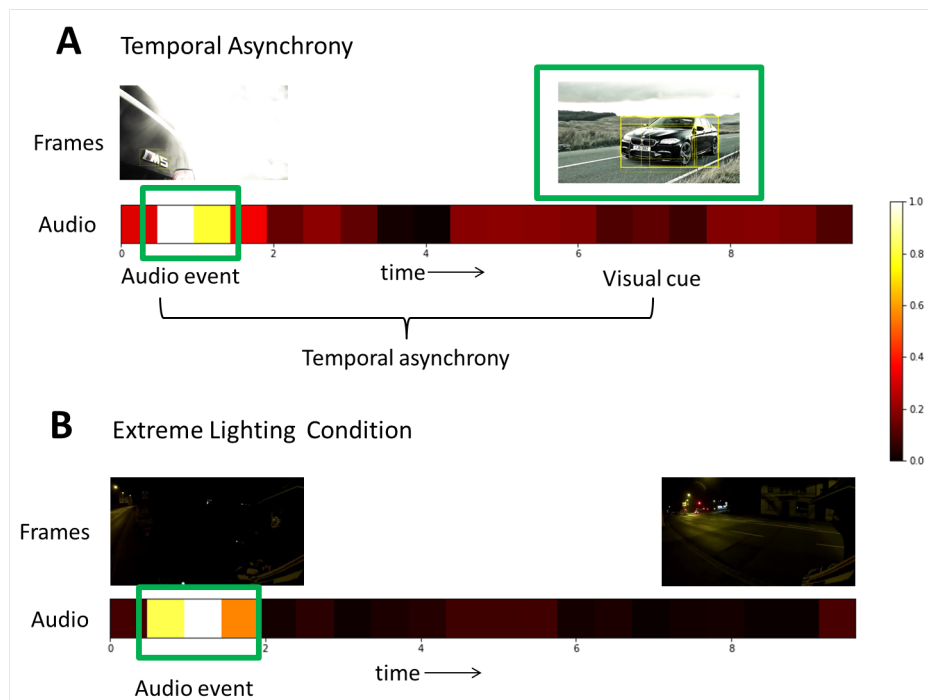 A Temporal Asynchrony
Frames
M5
Audio
0 2 4 6 8
Audio event
time
Visual cue
Temporal asynchrony
1.0
0.8
0.6
0.4
0.2
0.0
B Extreme Lighting Condition
Frames
Audio
0 2 4 6 8
time
Audio event